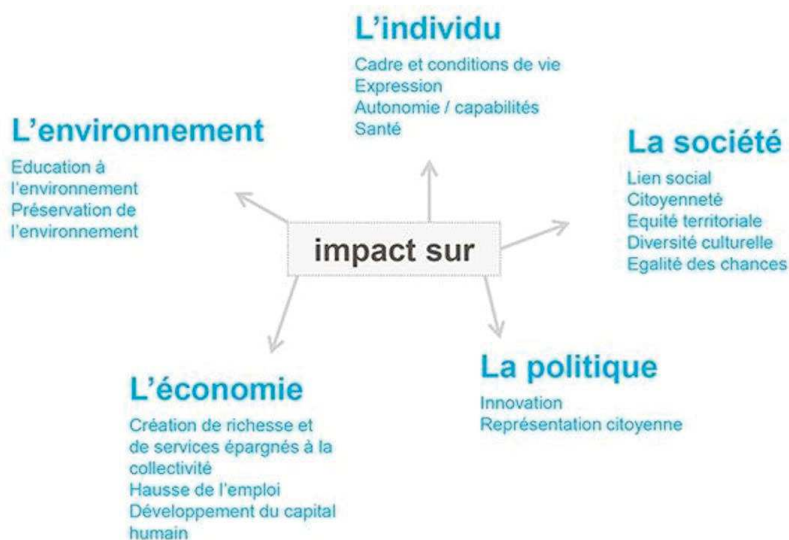 L'individu
Cadre et conditions de vie
Expression
Autonomie / capabilités
Santé
L'environnement
Education à
l'environnement
Préservation de
l'environnement
La société
Lien social
Citoyenneté
Equité territoriale
Diversité culturelle
Egalité des chances
impact sur
L'économie
Création de richesse et
de services épargnés à la
collectivité
Hausse de l'emploi
Développement du capital
humain
La politique
Innovation
Représentation citoyenne